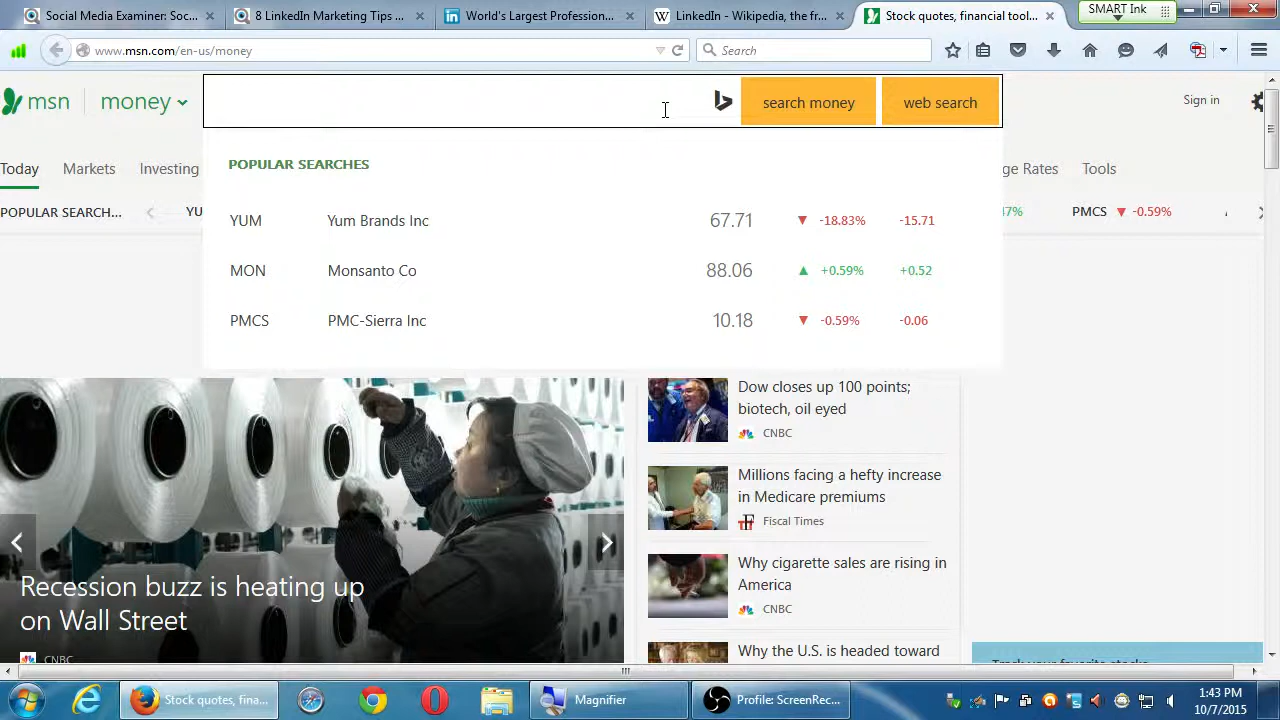 Social Media Examiner: Soc...
8 LinkedIn Marketing Tips ...
World's Largest Profession...
LinkedIn - Wikipedia, the fr...
Stock quotes, financial tool...
SMART Ink
www.msn.com/en-us/money
Search
msn
money
search money
web search
Sign in
Today
Markets
Investing
ge Rates
Tools
POPULAR SEARCHES
POPULAR SEARCH...
YU
7%
PMCS -0.59%
YUM Yum Brands Inc 67.71 -18.83% -15.71
MON Monsanto Co 88.06 +0.59% +0.52
PMCS PMC-Sierra Inc 10.18 -0.59% -0.06
Recession buzz is heating up
on Wall Street
CNBC
Dow closes up 100 points;
biotech, oil eyed
CNBC
Millions facing a hefty increase
in Medicare premiums
Fiscal Times
Why cigarette sales are rising in
America
CNBC
Why the U.S. is headed toward
Track your favorite stocks
Stock quotes, fina...
Magnifier
Profile: ScreenRec...
1:43 PM
10/7/2015